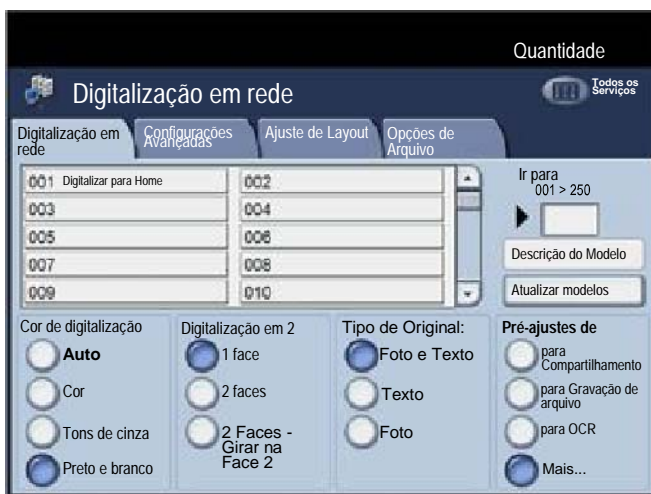 Quantidade
Digitalização em rede
Todos os
Serviços
Digitalização em
rede
Configurações
Avançadas
Ajuste de Layout
Opções de
Arquivo
001 Digitalizar para Home
002
003
004
005
006
007
008
009
010
Ir para
001 > 250
Descrição do Modelo
Atualizar modelos
Cor de digitalização
Auto
Cor
Tons de cinza
Preto e branco
Digitalização em 2
1 face
2 faces
2 Faces -
Girar na
Face 2
Tipo de Original:
Foto e Texto
Texto
Foto
Pré-ajustes de
para
Compartilhamento
para Gravação de
arquivo
para OCR
Mais...